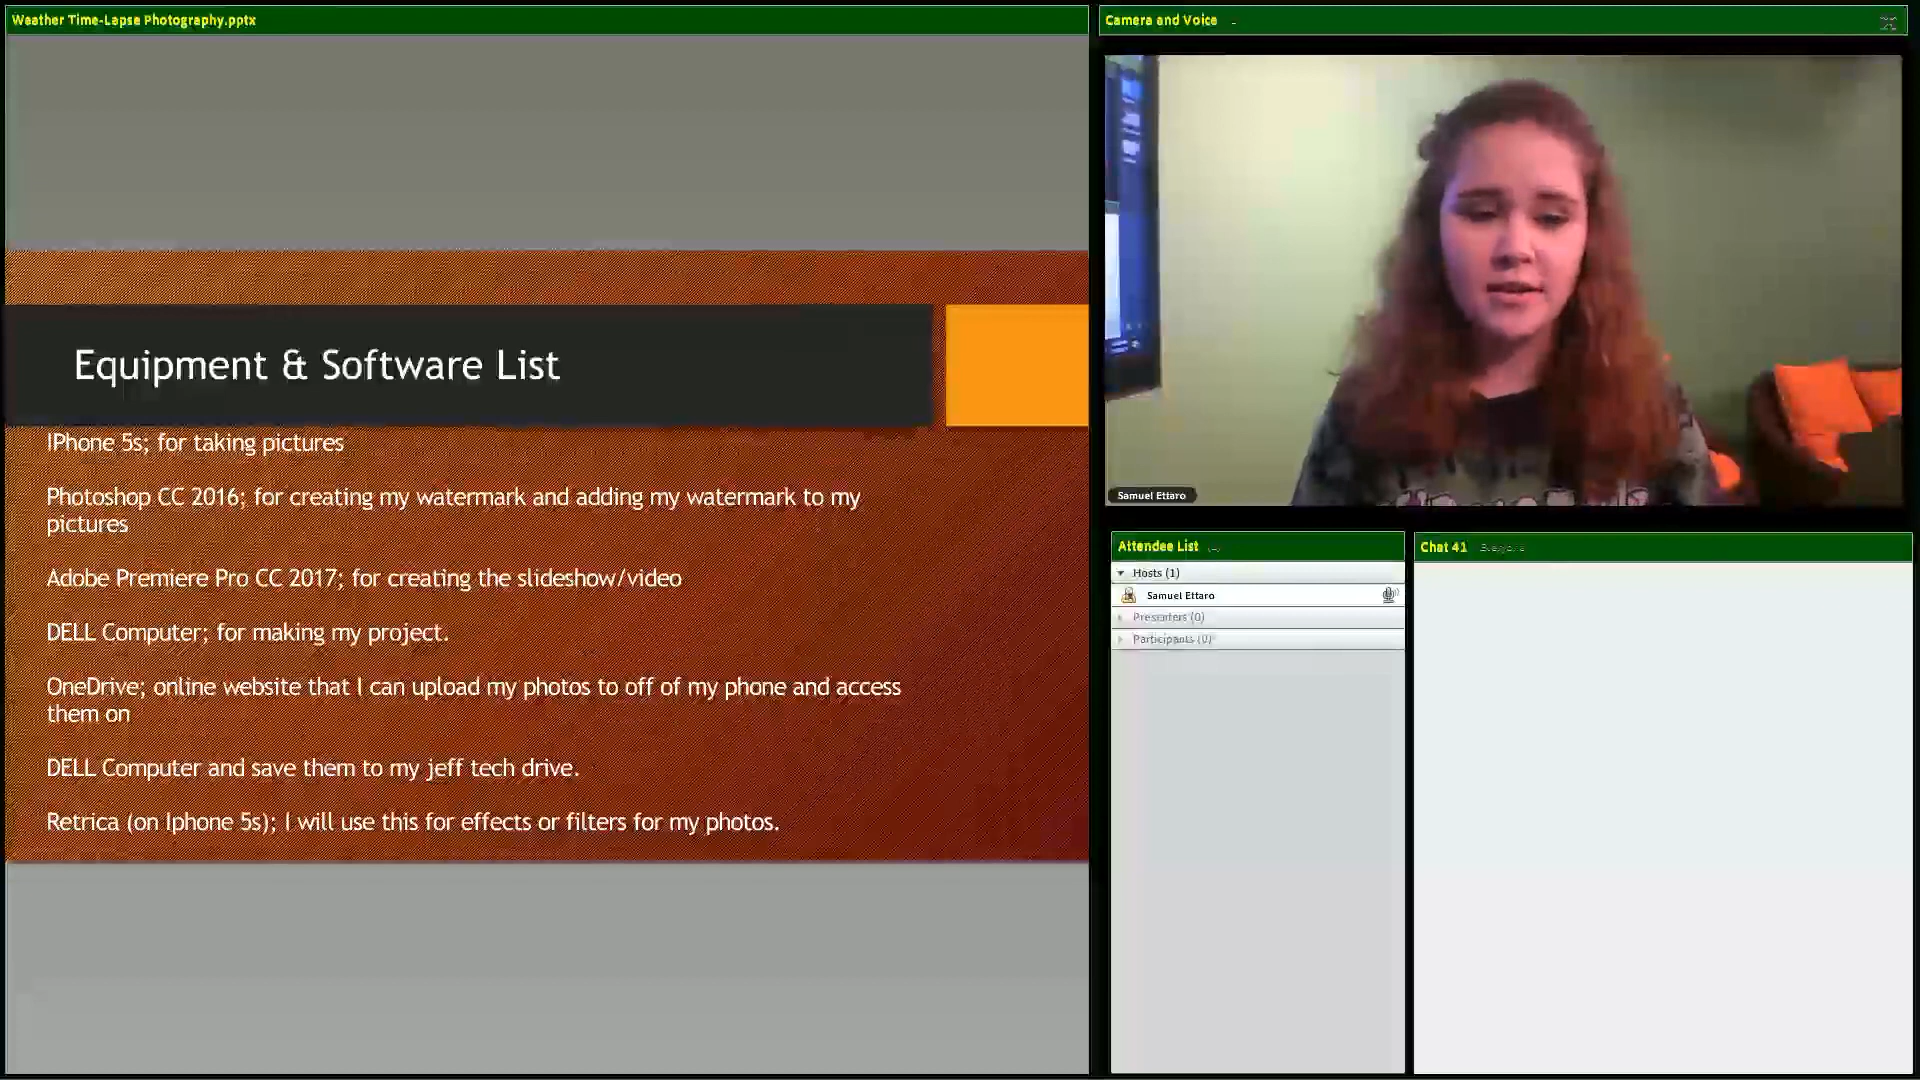 Weather Time-Lapse Photography.pptx
Equipment & Software List
IPhone 5s; for taking pictures
Photoshop CC 2016; for creating my watermark and adding my watermark to my
pictures
Adobe Premiere Pro CC 2017; for creating the slideshow/video
DELL Computer; for making my project.
OneDrive; online website that I can upload my photos to off of my phone and access
them on
DELL Computer and save them to my jeff tech drive.
Retrica (on Iphone 5s); I will use this for effects or filters for my photos.
Camera and Voice
Samuel Ettaro
Attendee List
Hosts (1)
Samuel Ettaro
Presenters (0)
Participants (0)
Chat 41